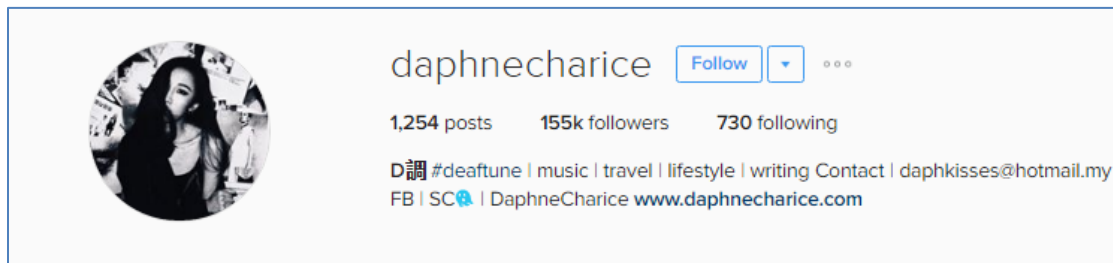 daphnecharice Follow
1,254 posts 155k followers 730 following
D調 #deaftune | music | travel | lifestyle | writing Contact | daphkisses@hotmail.my
FB | SC | DaphneCharice www.daphnecharice.com